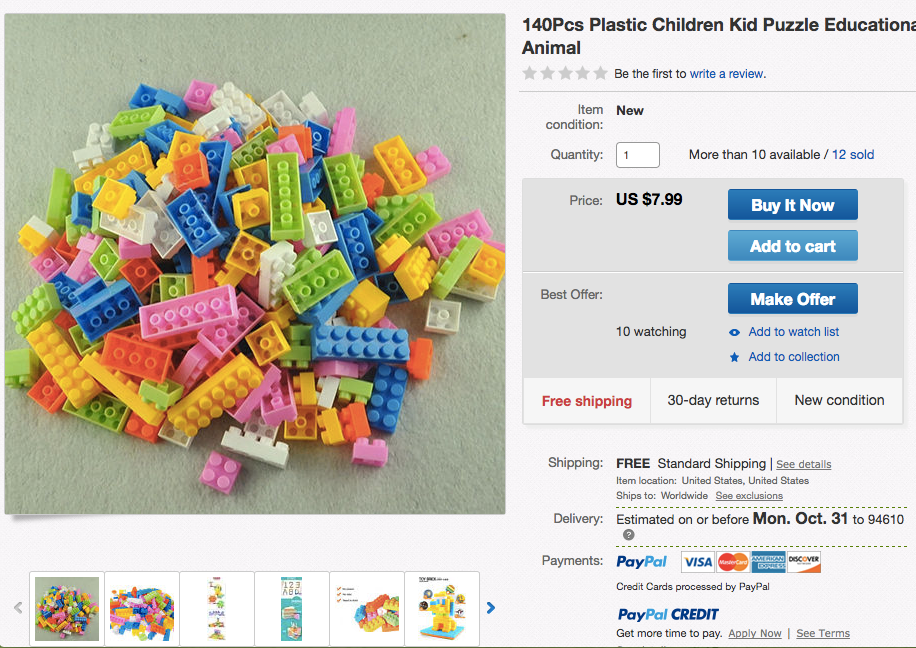 140Pcs Plastic Children Kid Puzzle Educationa
Animal
Be the first to write a review.
Item
condition:
New
Quantity:
1
More than 10 available / 12 sold
Price:
US $7.99
Buy It Now
Add to cart
Best Offer:
Make Offer
10 watching
Add to watch list
Add to collection
Free shipping
30-day returns
New condition
Shipping:
FREE Standard Shipping | See details
Item location: United States, United States
Ships to: Worldwide See exclusions
Delivery:
Estimated on or before Mon. Oct. 31 to 94610
?
Payments:
PayPal VISA MasterCard AMERICAN EXPRESS DISCOVER
Credit Cards processed by PayPal
PayPal CREDIT
Get more time to pay. Apply Now | See Terms